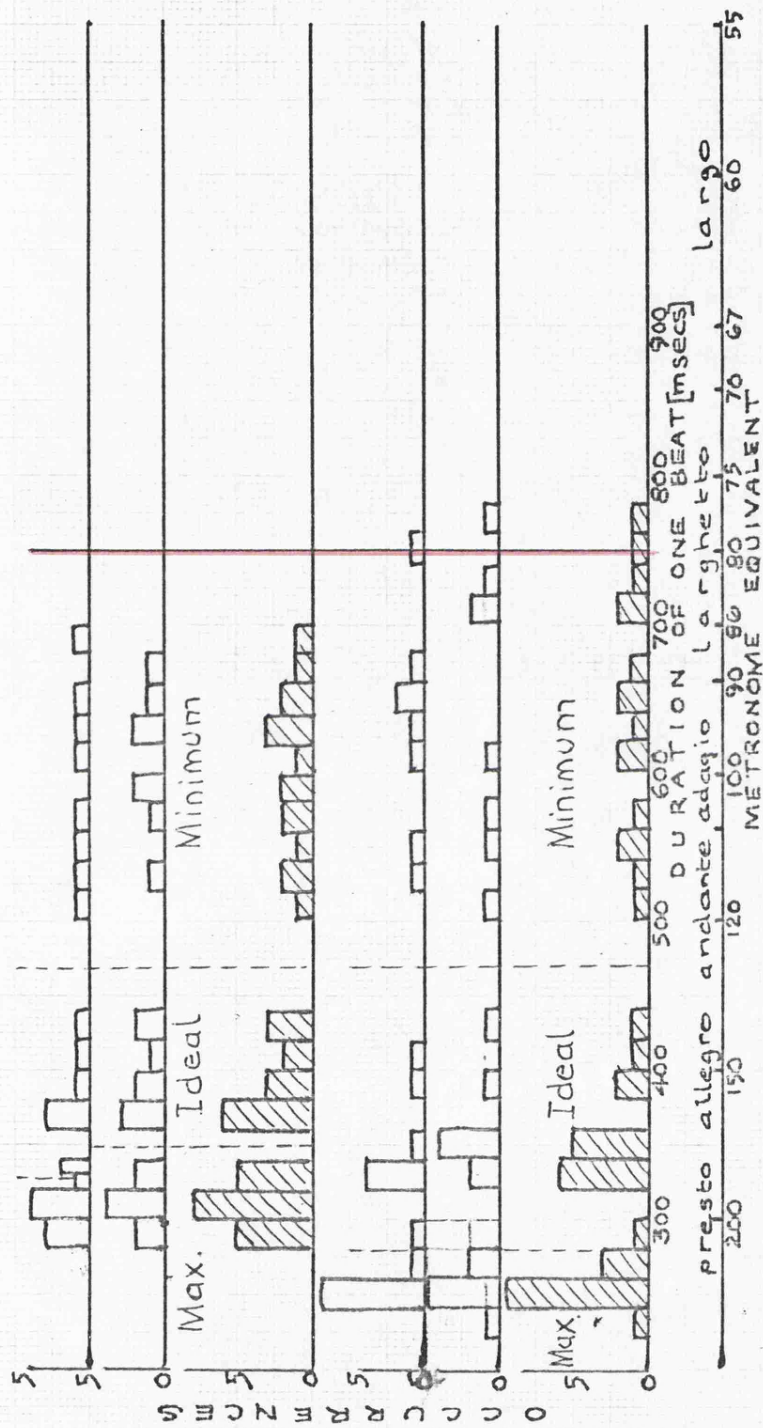 5
5
0
Max. Ideal Minimum
5
0
5
5
0
Max Ideal Minimum
5
0
OCCURRENCES
300 400 500 600 700 800 900
DURATION OF ONE BEAT [msecs]
presto allegro andante adagio larghetto largo
200 150 120 100 90 86 80 75 70 67 60 55
METRONOME EQUIVALENT